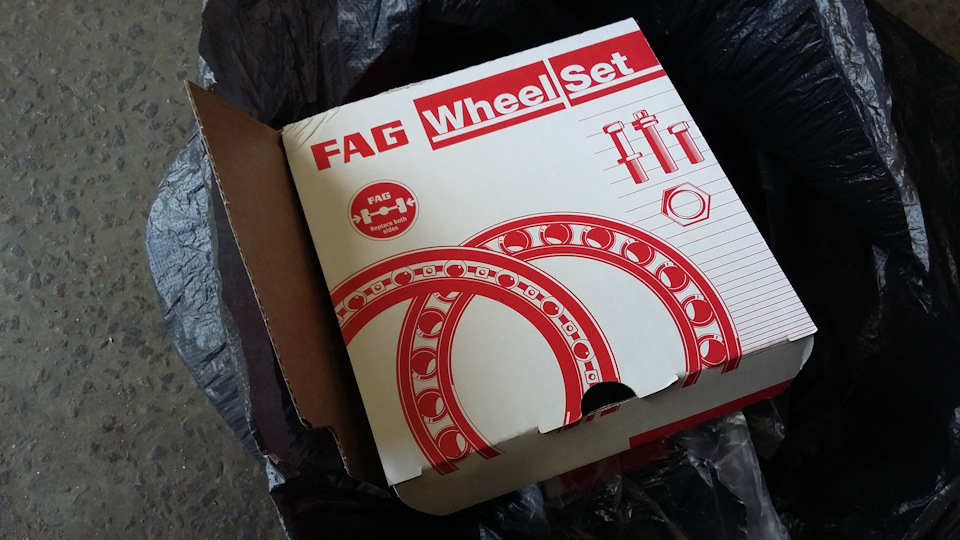 FAG Wheel Set
FAG
Replace both
sides